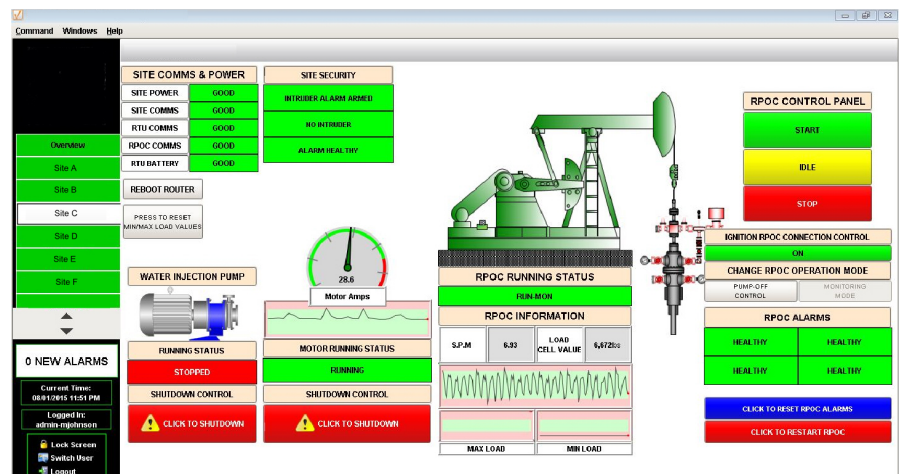 Command Windows Help
SITE COMMS & POWER
SITE POWER GOOD
SITE COMMS GOOD
RTU COMMS GOOD
RPOC COMMS GOOD
RTU BATTERY GOOD
REBOOT ROUTER
PRESS TO RESET
MIN/MAX LOAD VALUES
SITE SECURITY
INTRUDER ALARM ARMED
NO INTRUDER
ALARM HEALTHY
Overview
Site A
Site B
Site C
Site D
Site E
Site F
0 NEW ALARMS
Current Time:
08/01/2015 11:51 PM
Logged In:
admin-mjohnson
Lock Screen
Switch User
Logout
WATER INJECTION PUMP
RUNNING STATUS
STOPPED
SHUTDOWN CONTROL
CLICK TO SHUTDOWN
28.6
Motor Amps
MOTOR RUNNING STATUS
RUNNING
SHUTDOWN CONTROL
CLICK TO SHUTDOWN
RPOC RUNNING STATUS
RUN-MON
RPOC INFORMATION
S.P.M 6.93 LOAD
CELL VALUE 6,672lbs
MAX LOAD MIN LOAD
RPOC CONTROL PANEL
START
IDLE
STOP
IGNITION RPOC CONNECTION CONTROL
ON
CHANGE RPOC OPERATION MODE
PUMP-OFF
CONTROL
MONITORING
MODE
RPOC ALARMS
HEALTHY HEALTHY
HEALTHY HEALTHY
CLICK TO RESET RPOC ALARMS
CLICK TO RESTART RPOC